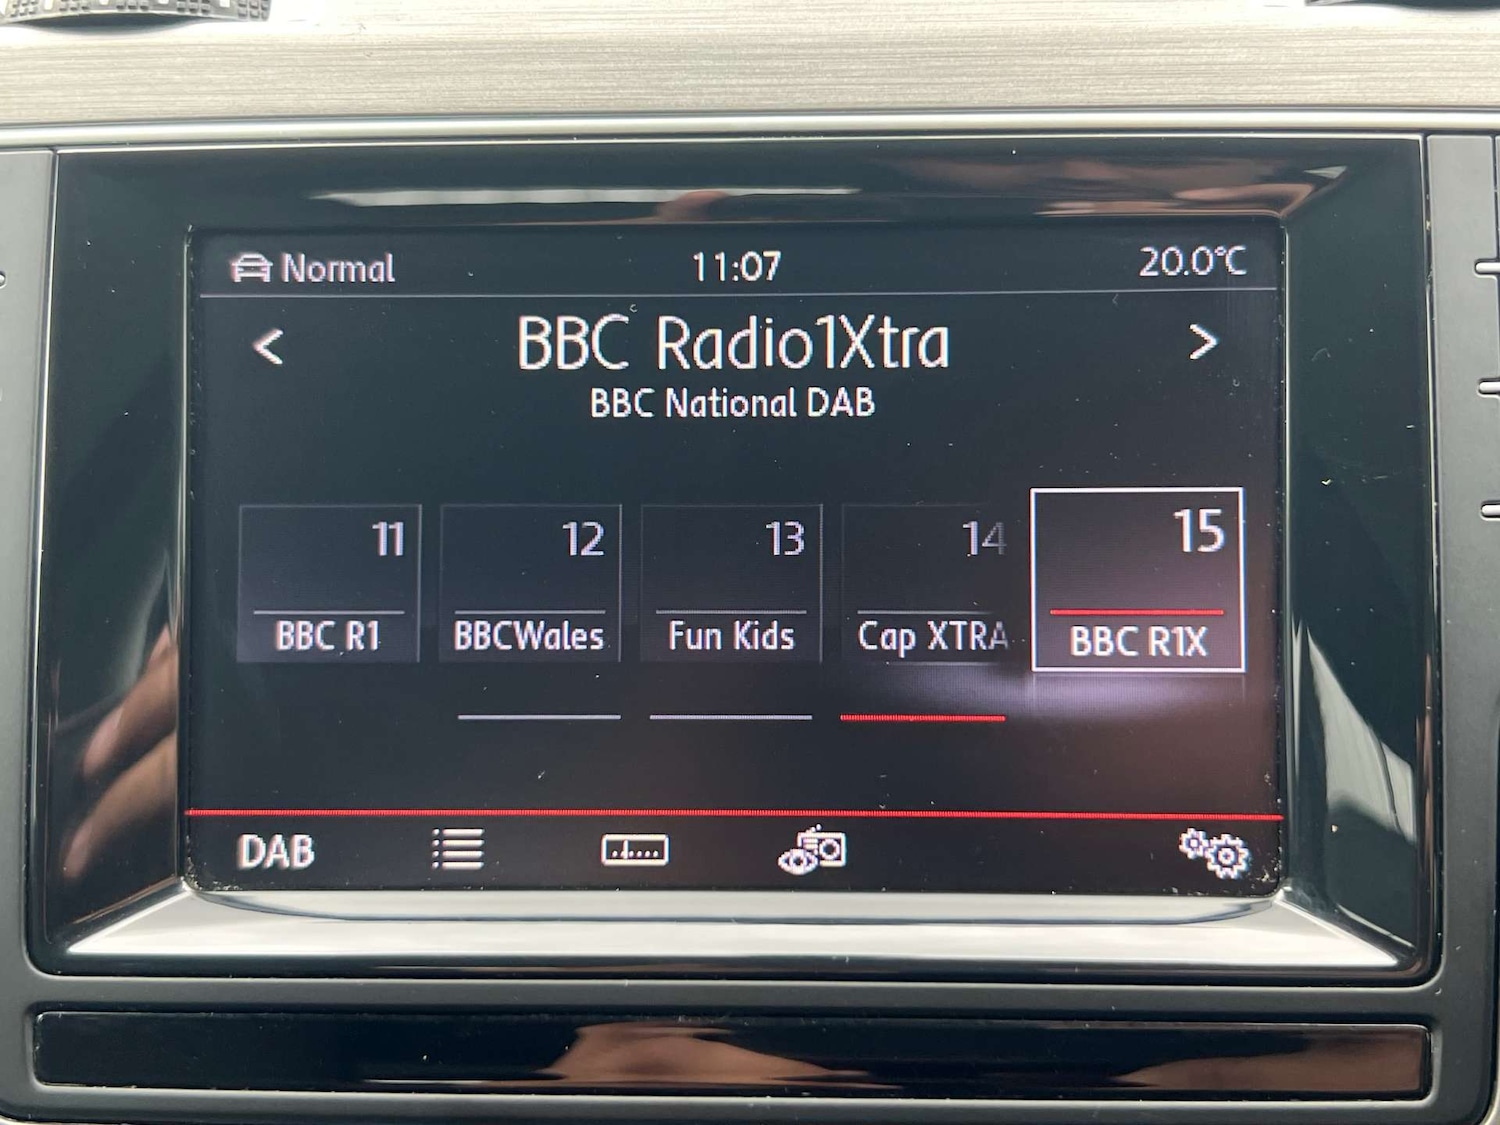 Normal 11:07 20.0°C
< BBC Radio1Xtra >
BBC National DAB
11 12 13 14 15
BBC R1 BBCWales Fun Kids Cap XTRA BBC R1X
DAB